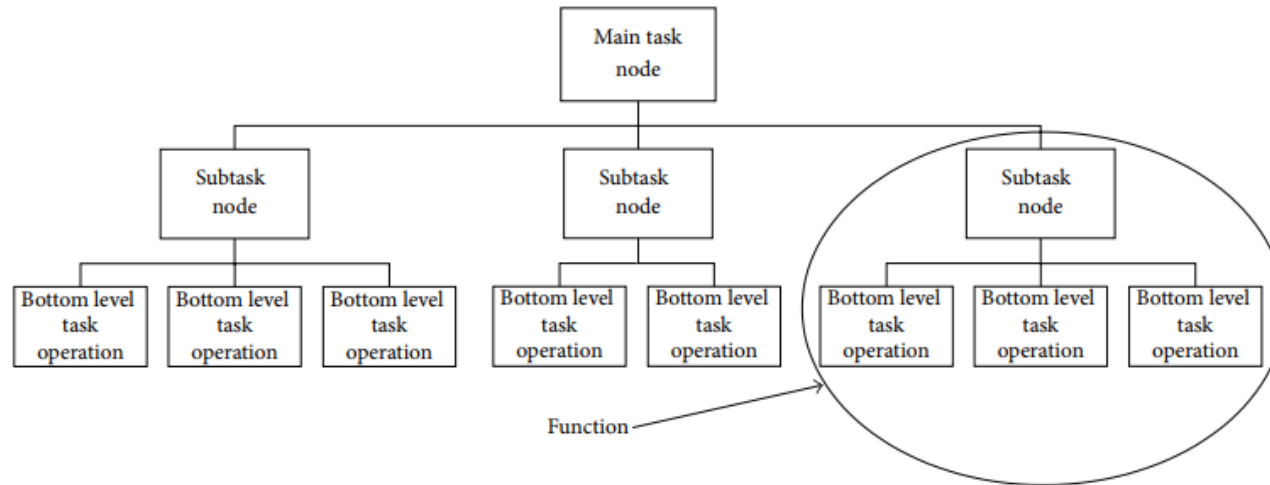 Main task
node
Subtask
node
Subtask
node
Subtask
node
Bottom level
task
operation
Bottom level
task
operation
Bottom level
task
operation
Bottom level
task
operation
Bottom level
task
operation
Bottom level
task
operation
Bottom level
task
operation
Bottom level
task
operation
Function